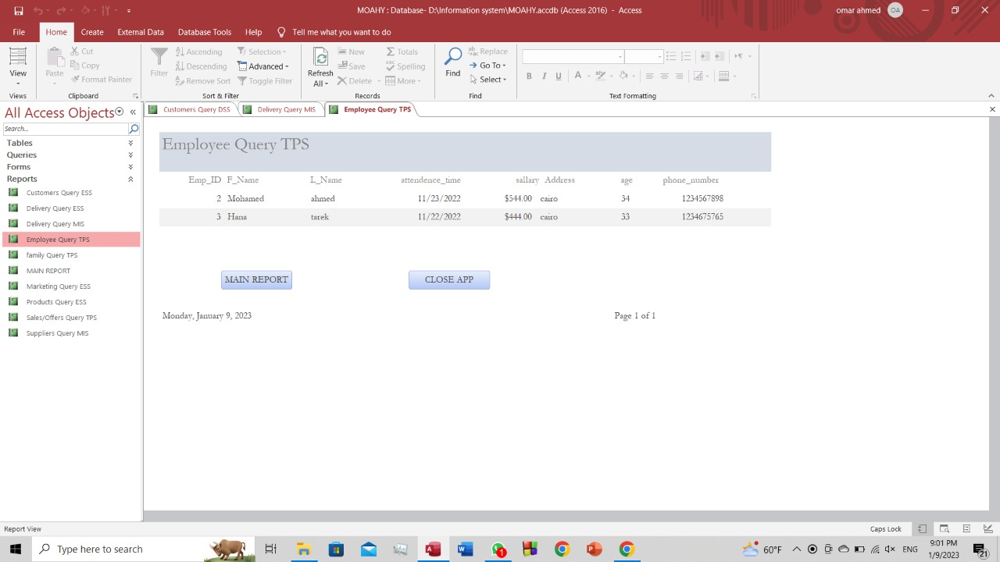 MOAHY : Database- D:\Information system\MOAHY.accdb (Access 2016) - Access
omar ahmed OA
File Home Create External Data Database Tools Help Tell me what you want to do
View
Views
Paste
Cut
Copy
Format Painter
Clipboard
Filter
Ascending
Descending
Remove Sort
Selection
Advanced
Toggle Filter
Sort & Filter
Refresh
All
New
Save
Delete
Totals
Spelling
More
Records
Find
Replace
Go To
Select
Find
B I U A
Text Formatting
All Access Objects
Search...
Tables
Queries
Forms
Reports
Customers Query ESS
Delivery Query ESS
Delivery Query MIS
Employee Query TPS
family Query TPS
MAIN REPORT
Marketing Query ESS
Products Query ESS
Sales/Offers Query TPS
Suppliers Query MIS
Customers Query DSS Delivery Query MIS Employee Query TPS
Employee Query TPS
Emp_ID F_Name L_Name attendence_time sallary Address age phone_number
2 Mohamed ahmed 11/23/2022 $544.00 cairo 34 1234567898
3 Hana tarek 11/22/2022 $444.00 cairo 33 1234675765
MAIN REPORT CLOSE APP
Monday, January 9, 2023 Page 1 of 1
Report View Caps Lock
Type here to search
1
60°F
ENG
9:01 PM
1/9/2023
21